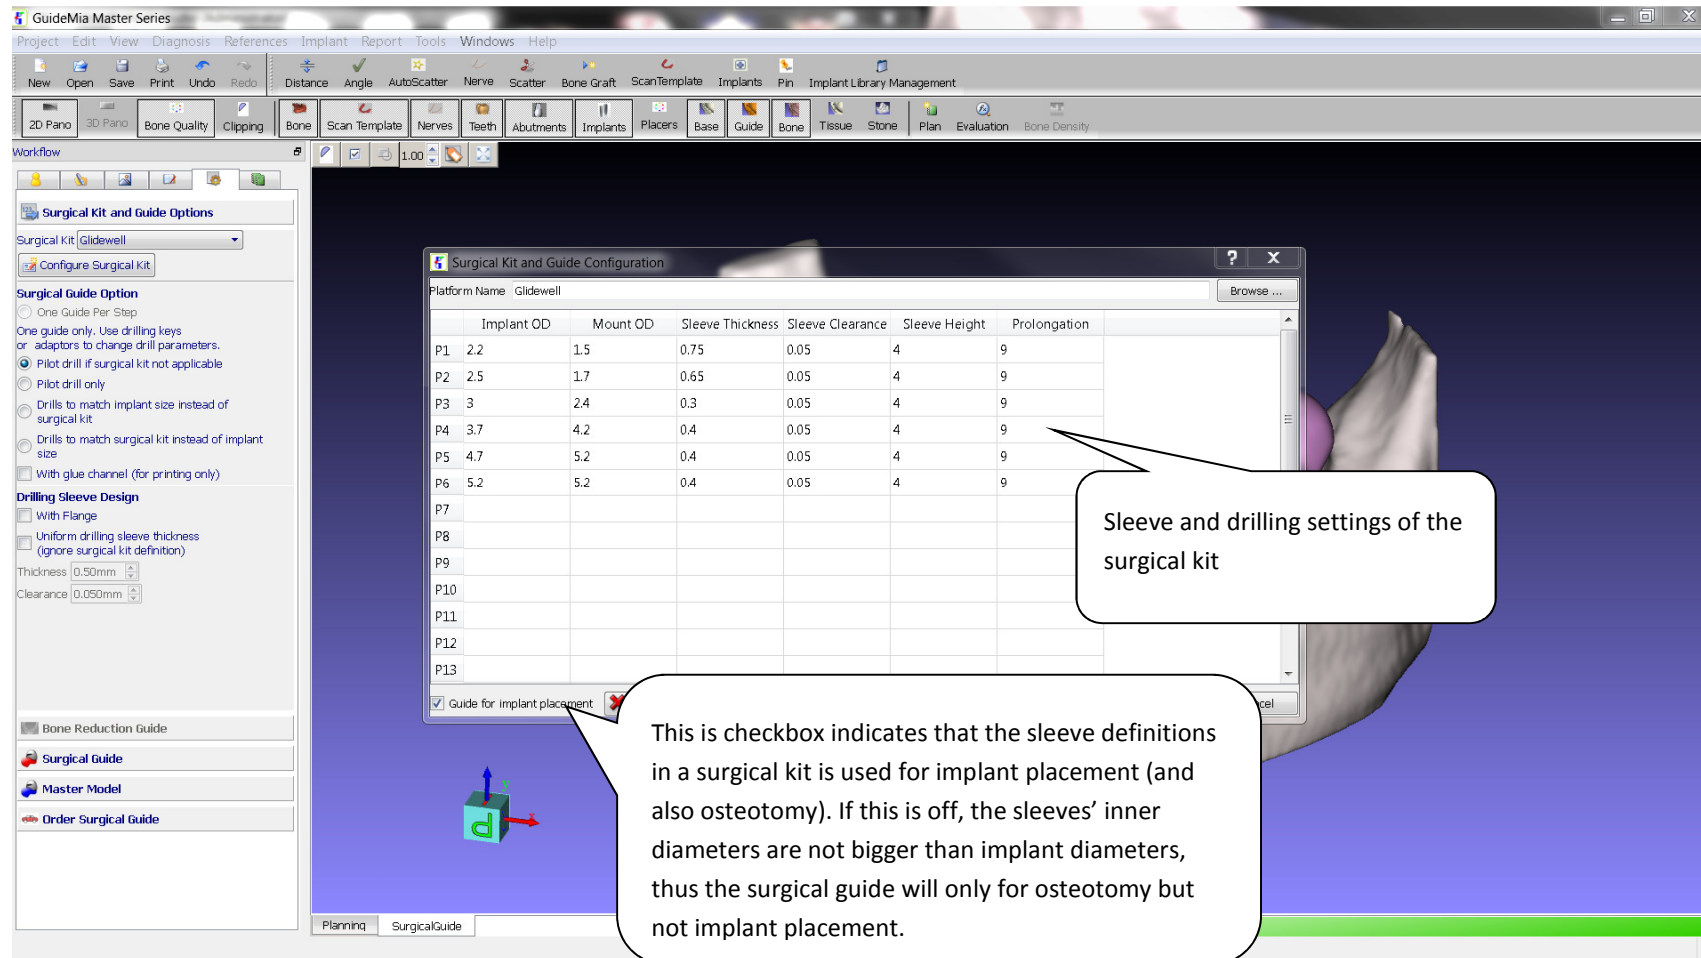 GuideMia Master Series
Project Edit View Diagnosis References Implant Report Tools Windows Help
New Open Save Print Undo Redo Distance Angle AutoScatter Nerve Scatter Bone Graft ScanTemplate Implants Pin Implant Library Management
2D Pano 3D Pano Bone Quality Clipping Bone Scan Template Nerves Teeth Abutments Implants Placers Base Guide Bone Tissue Stone Plan Evaluation Bone Density
Workflow
1.00
Surgical Kit and Guide Options
Surgical Kit Glidewell
Configure Surgical Kit
Surgical Guide Option
One Guide Per Step
One guide only. Use drilling keys
or adaptors to change drill parameters.
Pilot drill if surgical kit not applicable
Pilot drill only
Drills to match implant size instead of
surgical kit
Drills to match surgical kit instead of implant
size
With glue channel (for printing only)
Drilling Sleeve Design
With Flange
Uniform drilling sleeve thickness
(ignore surgical kit definition)
Thickness 0.50mm
Clearance 0.050mm
Bone Reduction Guide
Surgical Guide
Master Model
Order Surgical Guide
Surgical Kit and Guide Configuration
? X
Platform Name Glidewell Browse ...
Implant OD Mount OD Sleeve Thickness Sleeve Clearance Sleeve Height Prolongation
P1 2.2 1.5 0.75 0.05 4 9
P2 2.5 1.7 0.65 0.05 4 9
P3 3 2.4 0.3 0.05 4 9
P4 3.7 4.2 0.4 0.05 4 9
P5 4.7 5.2 0.4 0.05 4 9
P6 5.2 5.2 0.4 0.05 4 9
P7
P8
P9
P10
P11
P12
P13
Guide for implant placement
cel
Sleeve and drilling settings of the
surgical kit
This is checkbox indicates that the sleeve definitions
in a surgical kit is used for implant placement (and
also osteotomy). If this is off, the sleeves’ inner
diameters are not bigger than implant diameters,
thus the surgical guide will only for osteotomy but
not implant placement.
y
x
P
Planning SurgicalGuide